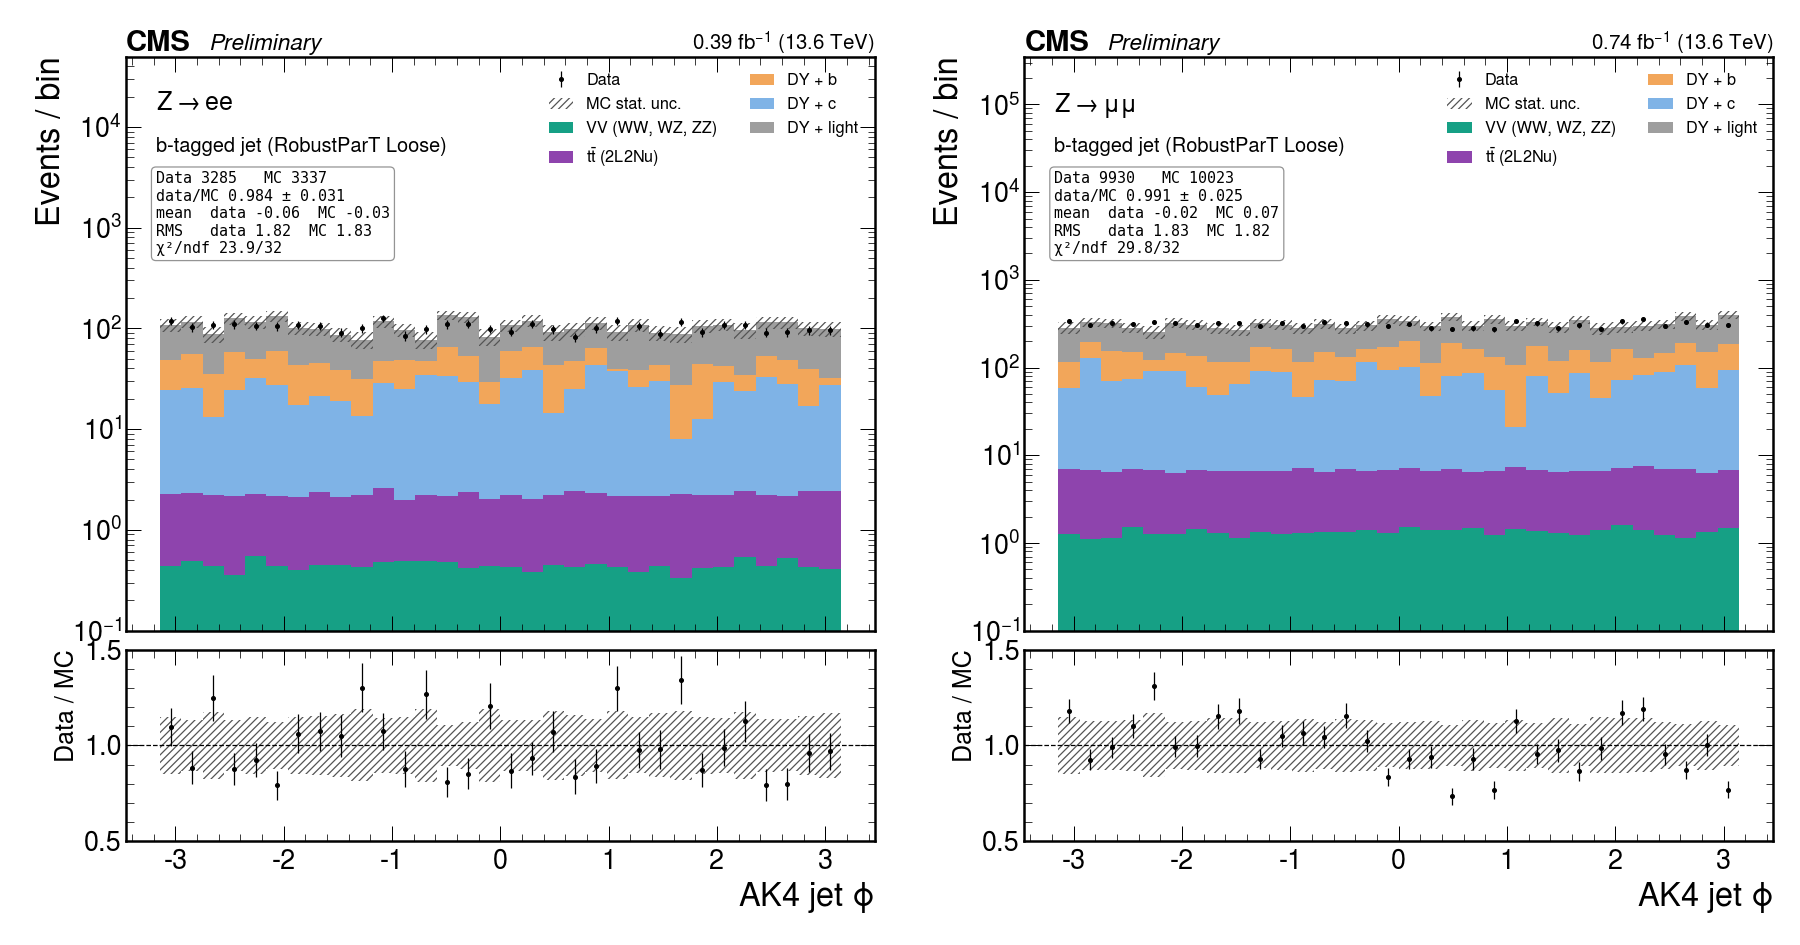 CMS Preliminary 0.39 fb⁻¹ (13.6 TeV)
Events / bin
Z → ee
b-tagged jet (RobustParT Loose)
Data 3285 MC 3337
data/MC 0.984 ± 0.031
mean data -0.06 MC -0.03
RMS data 1.82 MC 1.83
χ²/ndf 23.9/32
Data
MC stat. unc.
VV (WW, WZ, ZZ)
tt̄ (2L2Nu)
DY + b
DY + c
DY + light
10⁴
10³
10²
10¹
10⁰
10⁻¹
Data / MC
1.5
1.0
0.5
-3 -2 -1 0 1 2 3
AK4 jet ϕ
CMS Preliminary 0.74 fb⁻¹ (13.6 TeV)
Events / bin
Z → μμ
b-tagged jet (RobustParT Loose)
Data 9930 MC 10023
data/MC 0.991 ± 0.025
mean data -0.02 MC 0.07
RMS data 1.83 MC 1.82
χ²/ndf 29.8/32
Data
MC stat. unc.
VV (WW, WZ, ZZ)
tt̄ (2L2Nu)
DY + b
DY + c
DY + light
10⁵
10⁴
10³
10²
10¹
10⁰
10⁻¹
Data / MC
1.5
1.0
0.5
-3 -2 -1 0 1 2 3
AK4 jet ϕ